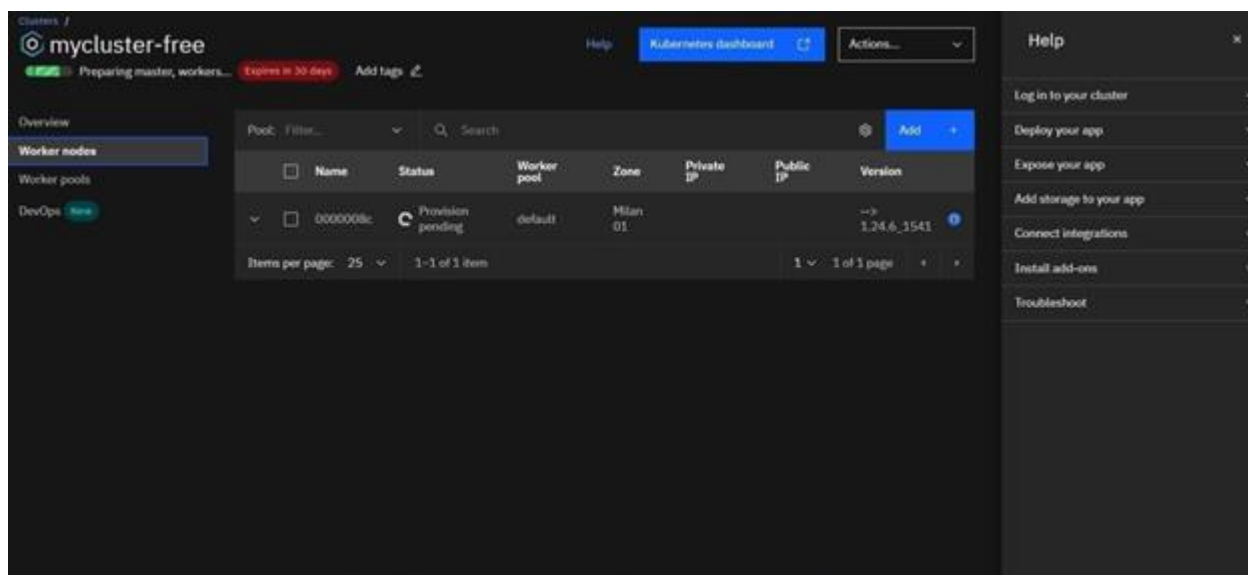 Clusters /
mycluster-free
Help
Kubernetes dashboard
Actions...
Preparing master, workers...
Expires in 30 days
Add tags
Overview
Worker nodes
Worker pools
DevOps New
Pool: Filter...
Search
Add +
Name Status Worker pool Zone Private IP Public IP Version
0000008c Provision pending default Milan 01 --> 1.24.6_1541
Items per page: 25 1–1 of 1 item 1 1 of 1 page
Help
Log in to your cluster
Deploy your app
Expose your app
Add storage to your app
Connect integrations
Install add-ons
Troubleshoot